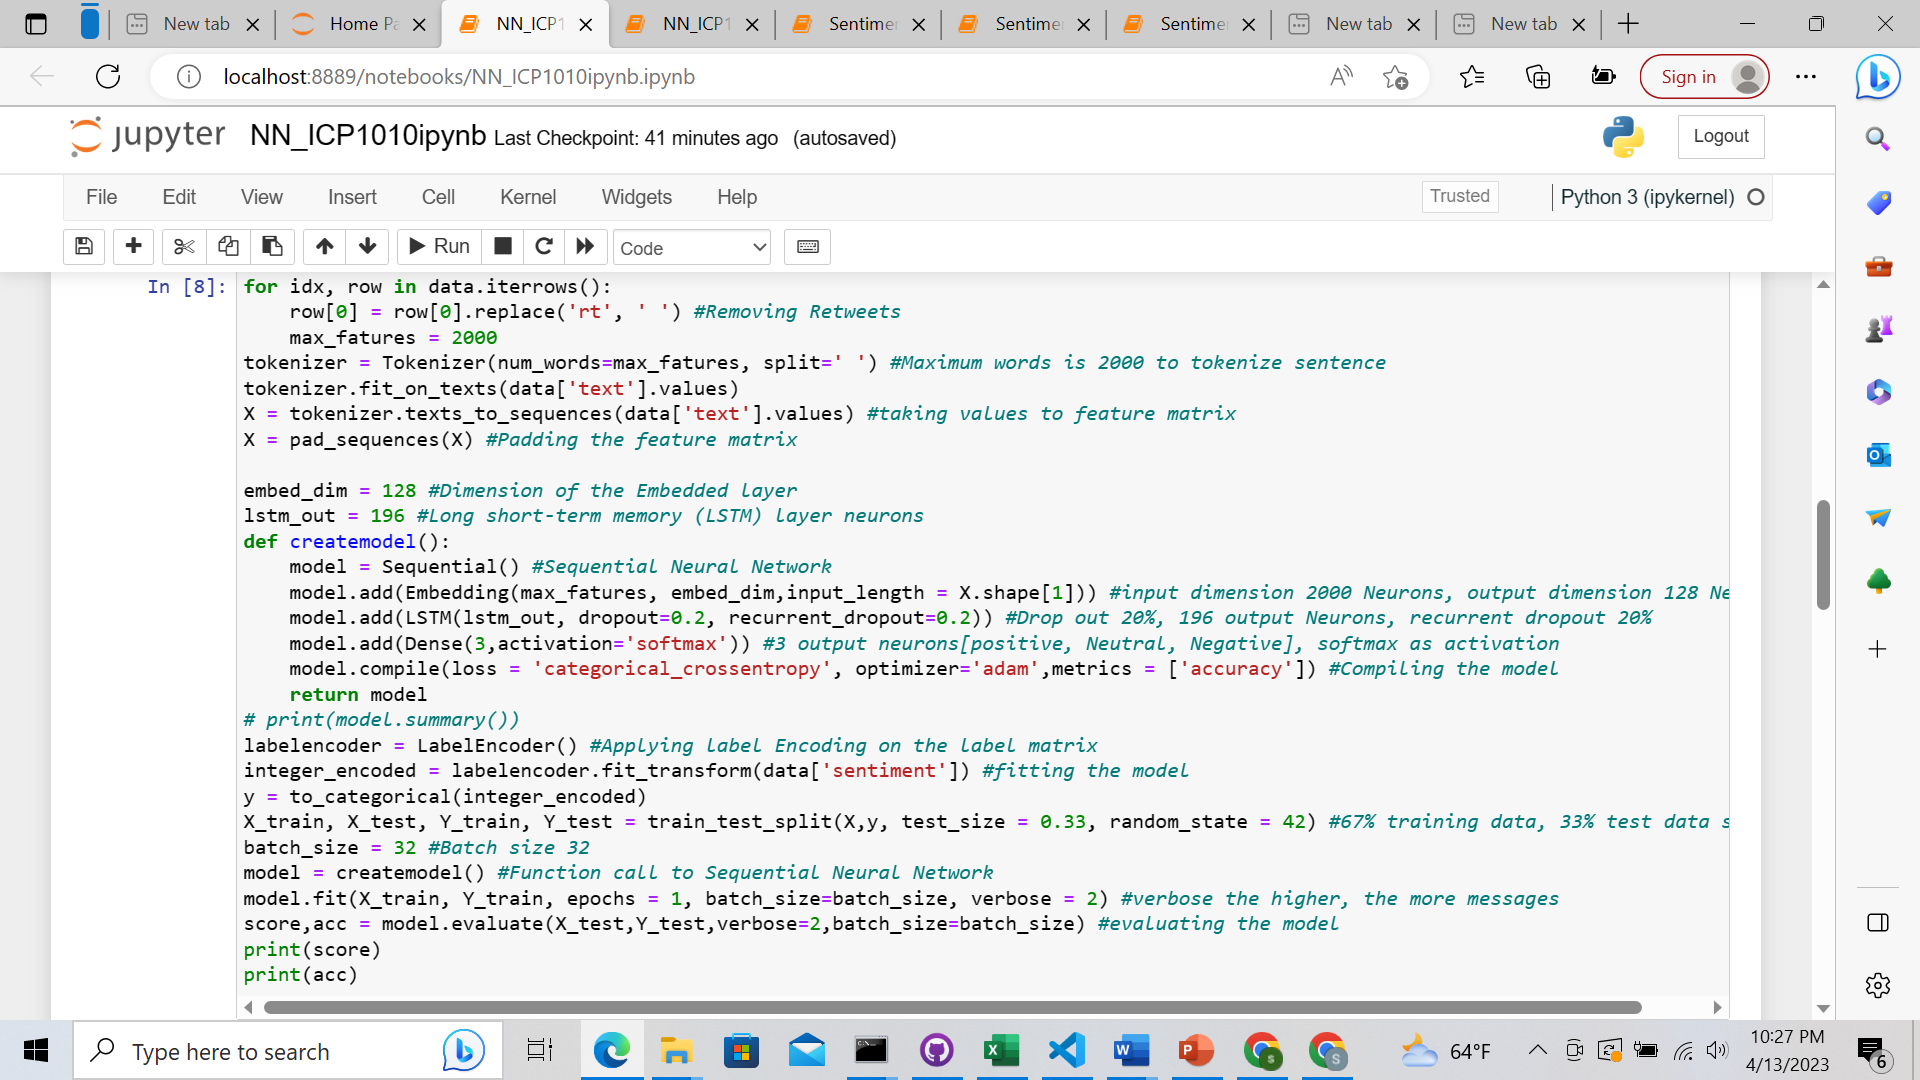 New tab
Home Pa
NN_ICP1
NN_ICP1
Sentimen
Sentimen
Sentimen
New tab
New tab
localhost:8889/notebooks/NN_ICP1010ipynb.ipynb
Sign in
jupyter NN_ICP1010ipynb Last Checkpoint: 41 minutes ago (autosaved)
Logout
File Edit View Insert Cell Kernel Widgets Help
Trusted
Python 3 (ipykernel)
Run
Code
In [8]: for idx, row in data.iterrows():
    row[0] = row[0].replace('rt', ' ') #Removing Retweets
    max_fatures = 2000
tokenizer = Tokenizer(num_words=max_fatures, split=' ') #Maximum words is 2000 to tokenize sentence
tokenizer.fit_on_texts(data['text'].values)
X = tokenizer.texts_to_sequences(data['text'].values) #taking values to feature matrix
X = pad_sequences(X) #Padding the feature matrix
embed_dim = 128 #Dimension of the Embedded layer
lstm_out = 196 #Long short-term memory (LSTM) layer neurons
def createmodel():
    model = Sequential() #Sequential Neural Network
    model.add(Embedding(max_fatures, embed_dim,input_length = X.shape[1])) #input dimension 2000 Neurons, output dimension 128 Ne
    model.add(LSTM(lstm_out, dropout=0.2, recurrent_dropout=0.2)) #Drop out 20%, 196 output Neurons, recurrent dropout 20%
    model.add(Dense(3,activation='softmax')) #3 output neurons[positive, Neutral, Negative], softmax as activation
    model.compile(loss = 'categorical_crossentropy', optimizer='adam',metrics = ['accuracy']) #Compiling the model
    return model
# print(model.summary())
labelencoder = LabelEncoder() #Applying label Encoding on the label matrix
integer_encoded = labelencoder.fit_transform(data['sentiment']) #fitting the model
y = to_categorical(integer_encoded)
X_train, X_test, Y_train, Y_test = train_test_split(X,y, test_size = 0.33, random_state = 42) #67% training data, 33% test data s
batch_size = 32 #Batch size 32
model = createmodel() #Function call to Sequential Neural Network
model.fit(X_train, Y_train, epochs = 1, batch_size=batch_size, verbose = 2) #verbose the higher, the more messages
score,acc = model.evaluate(X_test,Y_test,verbose=2,batch_size=batch_size) #evaluating the model
print(score)
print(acc)
Type here to search
64°F
10:27 PM
4/13/2023
6